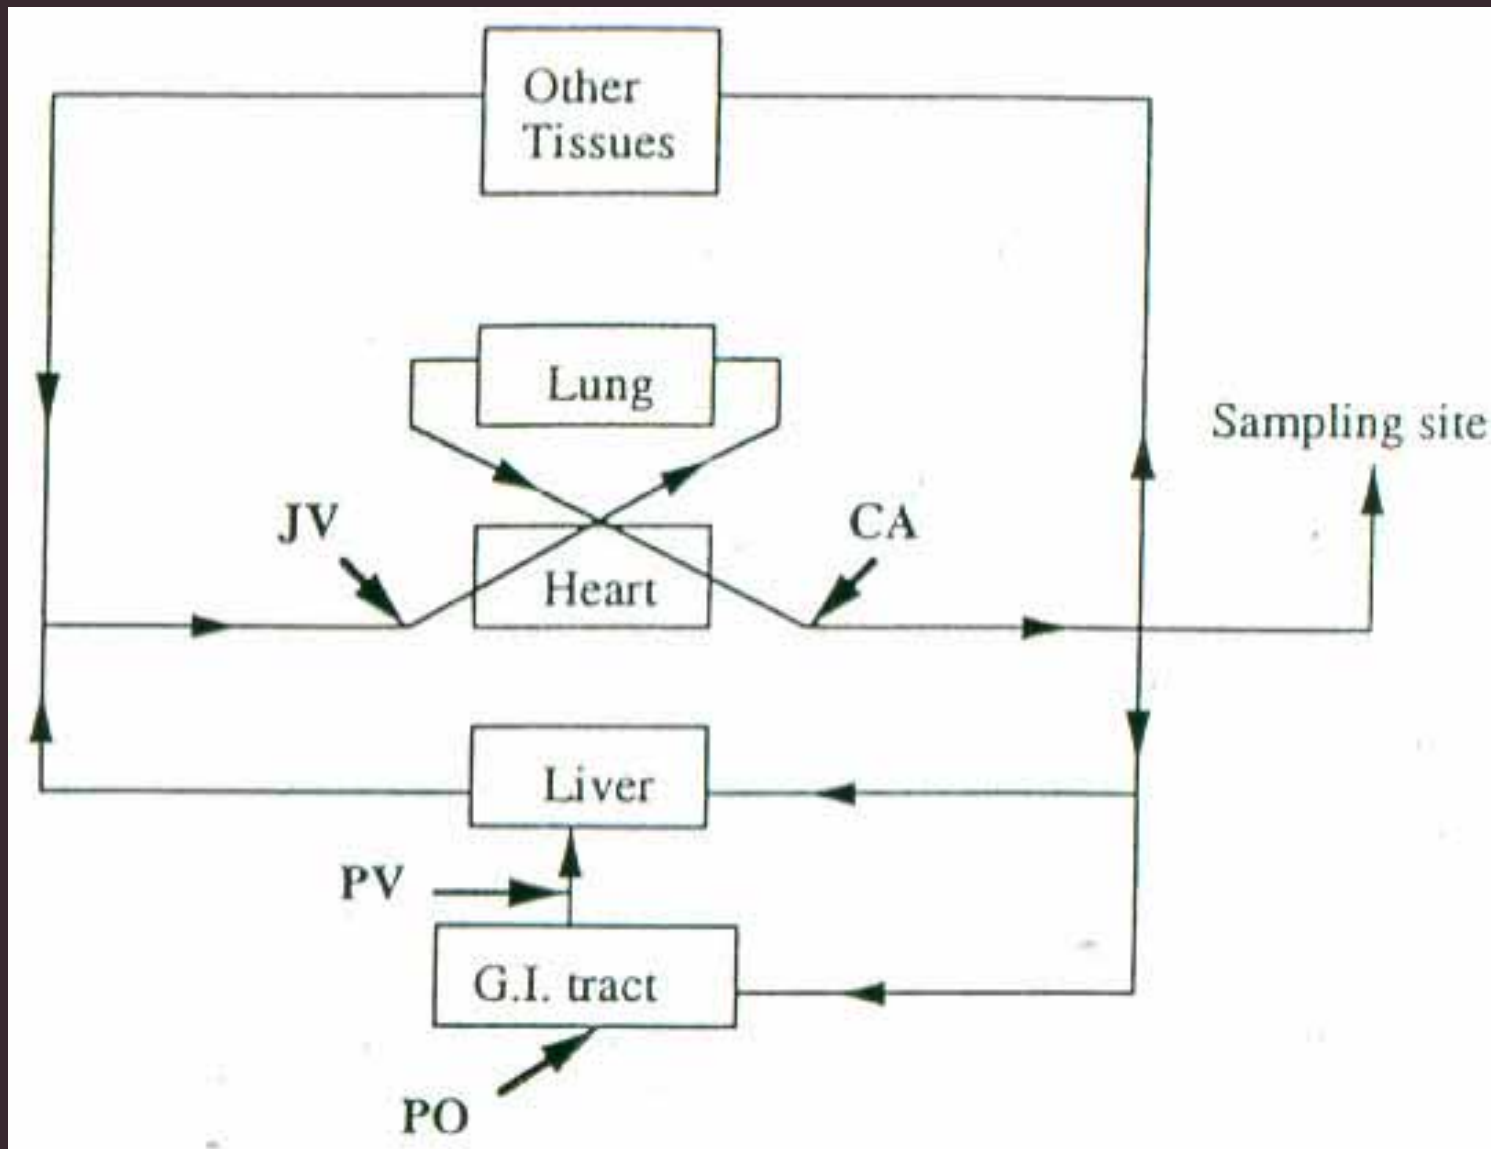 Other
Tissues
Lung
Sampling site
JV
CA
Heart
Liver
PV
G.I. tract
PO